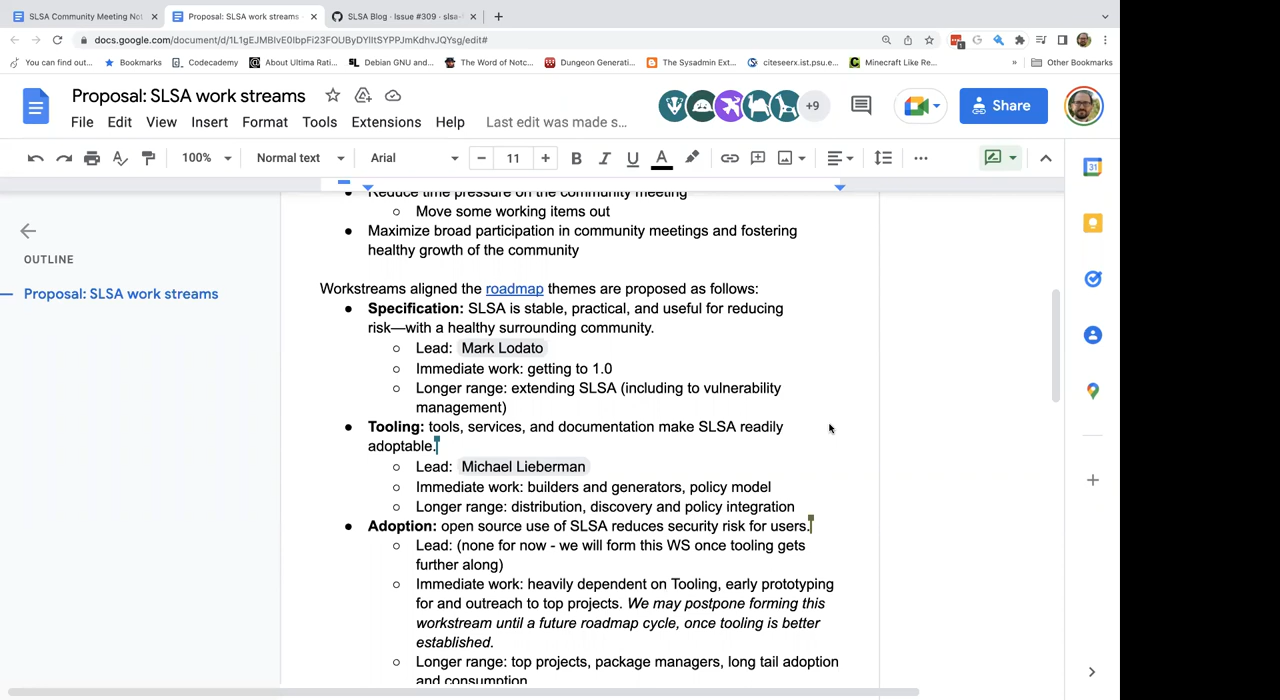 SLSA Community Meeting Not
Proposal: SLSA work streams
SLSA Blog · Issue #309 · slsa-f
docs.google.com/document/d/1L1gEJMBIvE0IbpFi23FOUByDYlItSYPPJmKdhvJQYsg/edit#
You can find out...
Bookmarks
Codecademy
About Ultima Rati...
Debian GNU and...
The Word of Notc...
Dungeon Generati...
The Sysadmin Ext...
citeseerx.ist.psu.e...
Minecraft Like Re...
»
Other Bookmarks
Proposal: SLSA work streams
+9
Share
File Edit View Insert Format Tools Extensions Help Last edit was made s...
100% Normal text Arial − 11 + B I U A
31
OUTLINE
Proposal: SLSA work streams
Reduce time pressure on the community meeting
Move some working items out
Maximize broad participation in community meetings and fostering
healthy growth of the community
Workstreams aligned the roadmap themes are proposed as follows:
Specification: SLSA is stable, practical, and useful for reducing
risk—with a healthy surrounding community.
Lead: Mark Lodato
Immediate work: getting to 1.0
Longer range: extending SLSA (including to vulnerability
management)
Tooling: tools, services, and documentation make SLSA readily
adoptable.
Lead: Michael Lieberman
Immediate work: builders and generators, policy model
Longer range: distribution, discovery and policy integration
Adoption: open source use of SLSA reduces security risk for users.
Lead: (none for now - we will form this WS once tooling gets
further along)
Immediate work: heavily dependent on Tooling, early prototyping
for and outreach to top projects. We may postpone forming this
workstream until a future roadmap cycle, once tooling is better
established.
Longer range: top projects, package managers, long tail adoption
and consumption